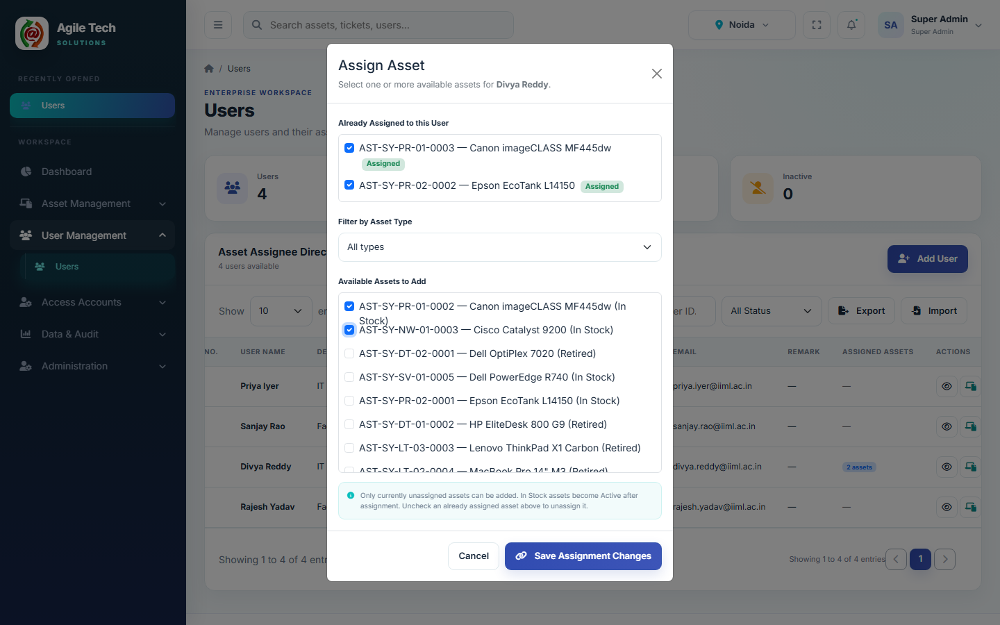 Agile Tech
SOLUTIONS
RECENTLY OPENED
Users
WORKSPACE
Dashboard
Asset Management
User Management
Users
Access Accounts
Data & Audit
Administration
Search assets, tickets, users...
Noida
SA
Super Admin
Super Admin
/ Users
ENTERPRISE WORKSPACE
Users
Manage users and their as
Users
4
Inactive
0
Asset Assignee Direc
4 users available
Add User
Show 10 en
er ID.
All Status
Export
Import
NO. USER NAME DE EMAIL REMARK ASSIGNED ASSETS ACTIONS
Priya Iyer IT priya.iyer@iiml.ac.in — —
Sanjay Rao Fa sanjay.rao@iiml.ac.in — —
Divya Reddy IT divya.reddy@iiml.ac.in — 2 assets
Rajesh Yadav Fa rajesh.yadav@iiml.ac.in — —
Showing 1 to 4 of 4 entr
Showing 1 to 4 of 4 entries
1
Assign Asset
Select one or more available assets for Divya Reddy.
Already Assigned to this User
AST-SY-PR-01-0003 — Canon imageCLASS MF445dw
Assigned
AST-SY-PR-02-0002 — Epson EcoTank L14150 Assigned
Filter by Asset Type
All types
Available Assets to Add
AST-SY-PR-01-0002 — Canon imageCLASS MF445dw (In
Stock)
AST-SY-NW-01-0003 — Cisco Catalyst 9200 (In Stock)
AST-SY-DT-02-0001 — Dell OptiPlex 7020 (Retired)
AST-SY-SV-01-0005 — Dell PowerEdge R740 (In Stock)
AST-SY-PR-02-0001 — Epson EcoTank L14150 (In Stock)
AST-SY-DT-01-0002 — HP EliteDesk 800 G9 (Retired)
AST-SY-LT-03-0003 — Lenovo ThinkPad X1 Carbon (Retired)
AST-SY-LT-02-0004 — MacBook Pro 14" M3 (Retired)
Only currently unassigned assets can be added. In Stock assets become Active after
assignment. Uncheck an already assigned asset above to unassign it.
Cancel
Save Assignment Changes